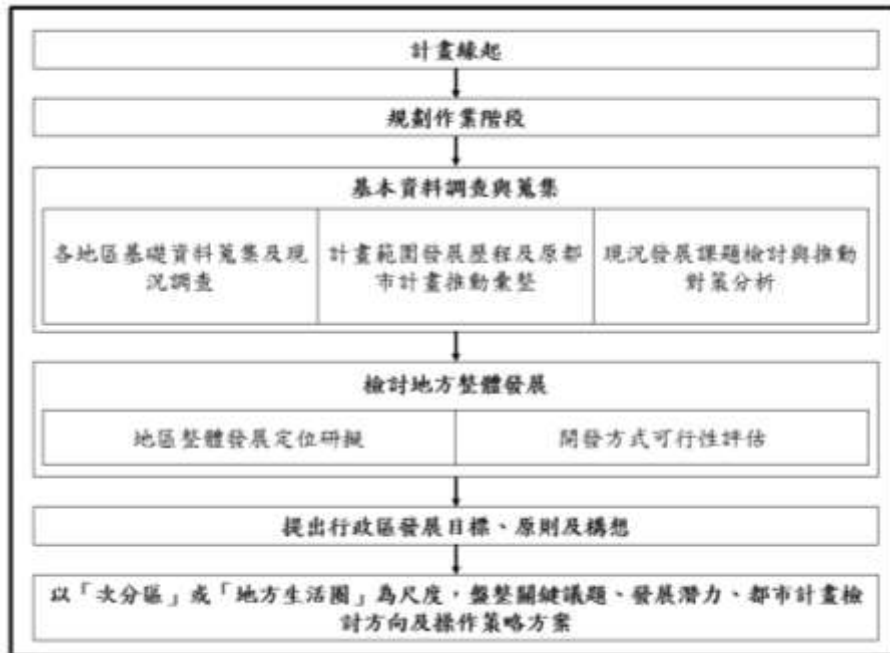 計畫緣起
規劃作業階段
基本資料調查與蒐集
各地區基礎資料蒐集及現
況調查
計畫範圍發展歷程及原都
市計畫推動彙整
現況發展課題檢討與推動
對策分析
檢討地方整體發展
地區整體發展定位研擬
開發方式可行性評估
提出行政區發展目標、原則及構想
以「次分區」或「地方生活圈」為尺度，盤整關鍵議題、發展潛力、都市計畫檢
討方向及操作策略方案